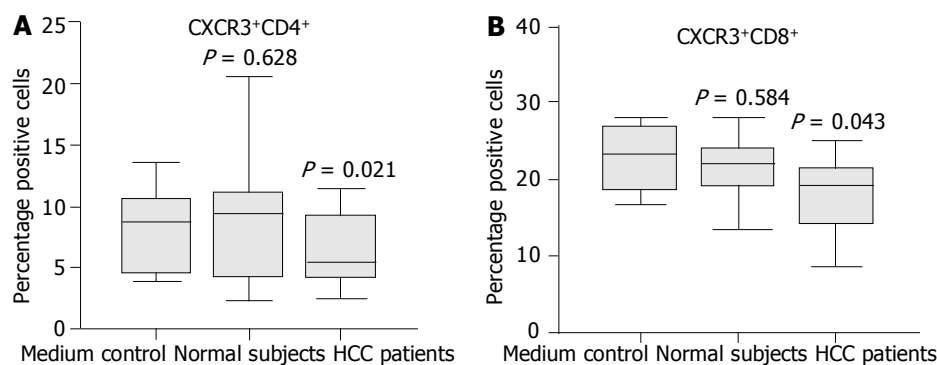 A
CXCR3⁺CD4⁺
P = 0.628
P = 0.021
Percentage positive cells
25
20
15
10
5
0
Medium control Normal subjects HCC patients
B
CXCR3⁺CD8⁺
P = 0.584
P = 0.043
Percentage positive cells
40
30
20
10
0
Medium control Normal subjects HCC patients